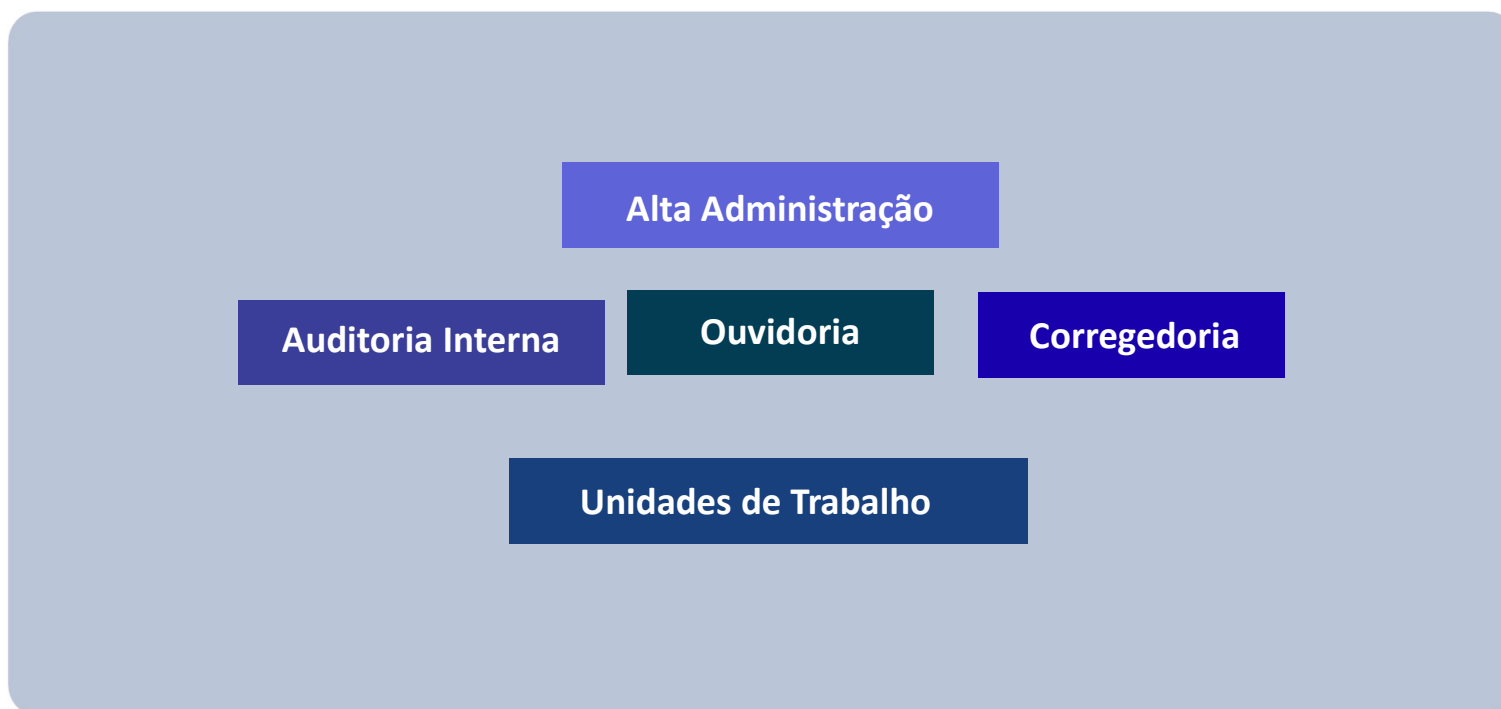 Alta Administração
Auditoria Interna
Ouvidoria
Corregedoria
Unidades de Trabalho